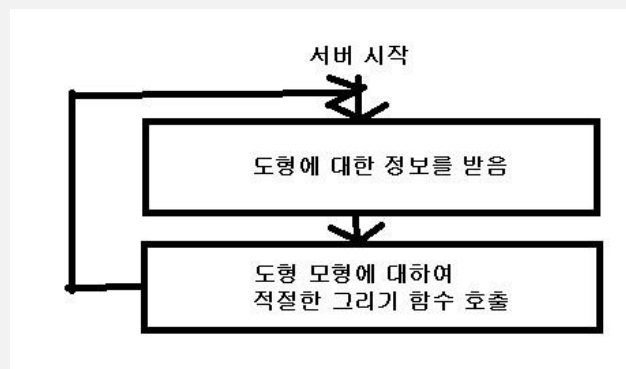 서버 시작
도형에 대한 정보를 받음
도형 모형에 대하여
적절한 그리기 함수 호출